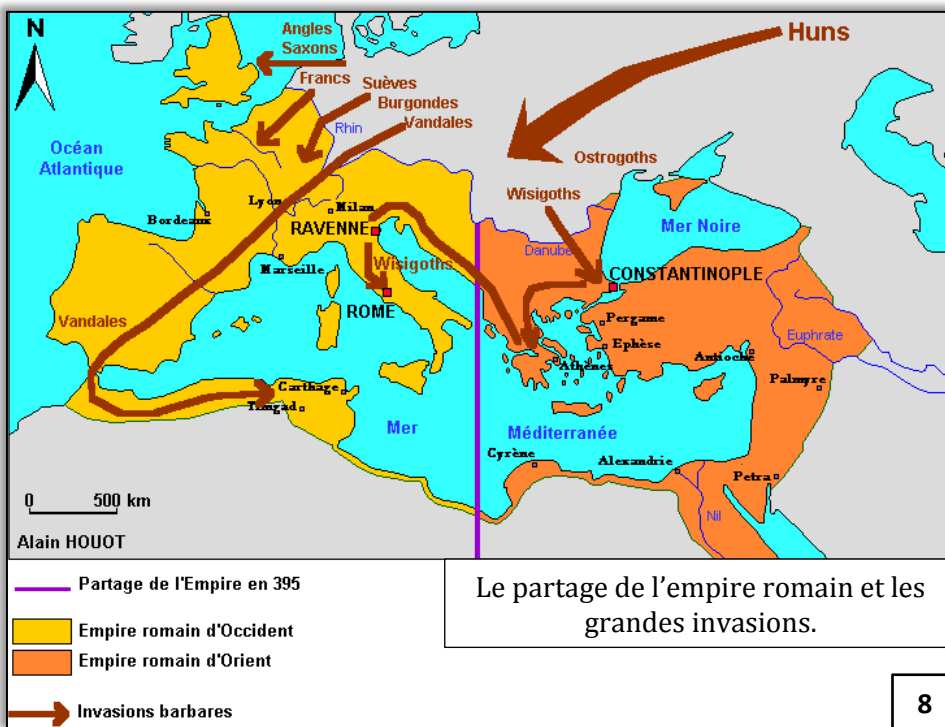 N
Angles
Saxons
Huns
Francs
Suèves
Burgondes
Vandales
Rhin
Océan
Atlantique
Ostrogoths
Wisigoths
Lyon
Milan
Bordeaux
RAVENNE
Mer Noire
Danube
Marseille
Wisigoths
CONSTANTINOPLE
ROME
Pergame
Vandales
Ephèse
Euphrate
Athènes
Antioche
Carthage
Palmyre
Timgad
Mer
Méditerranée
Cyrène
Alexandrie
Petra
0 500 km
Nil
Alain HOUOT
Partage de l'Empire en 395
Empire romain d'Occident
Empire romain d'Orient
Invasions barbares
Le partage de l’empire romain et les
grandes invasions.
8